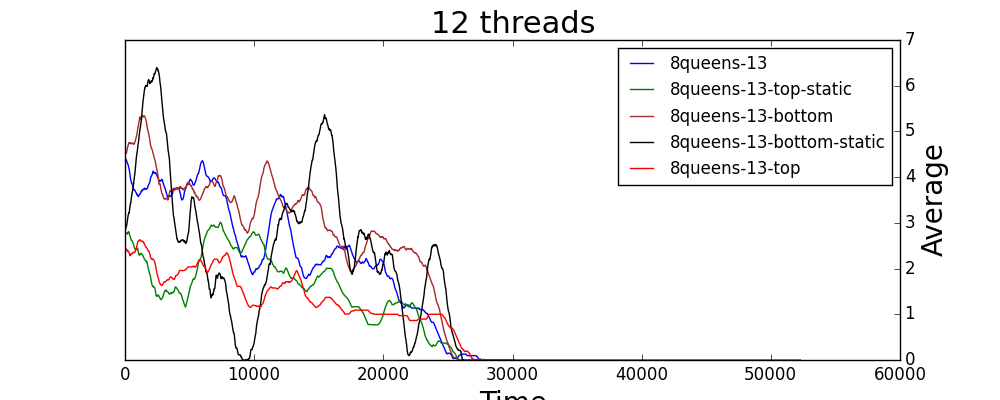 12 threads
8queens-13
8queens-13-top-static
8queens-13-bottom
8queens-13-bottom-static
8queens-13-top
7
6
5
4
3
2
1
0
Average
0 10000 20000 30000 40000 50000 60000
Time